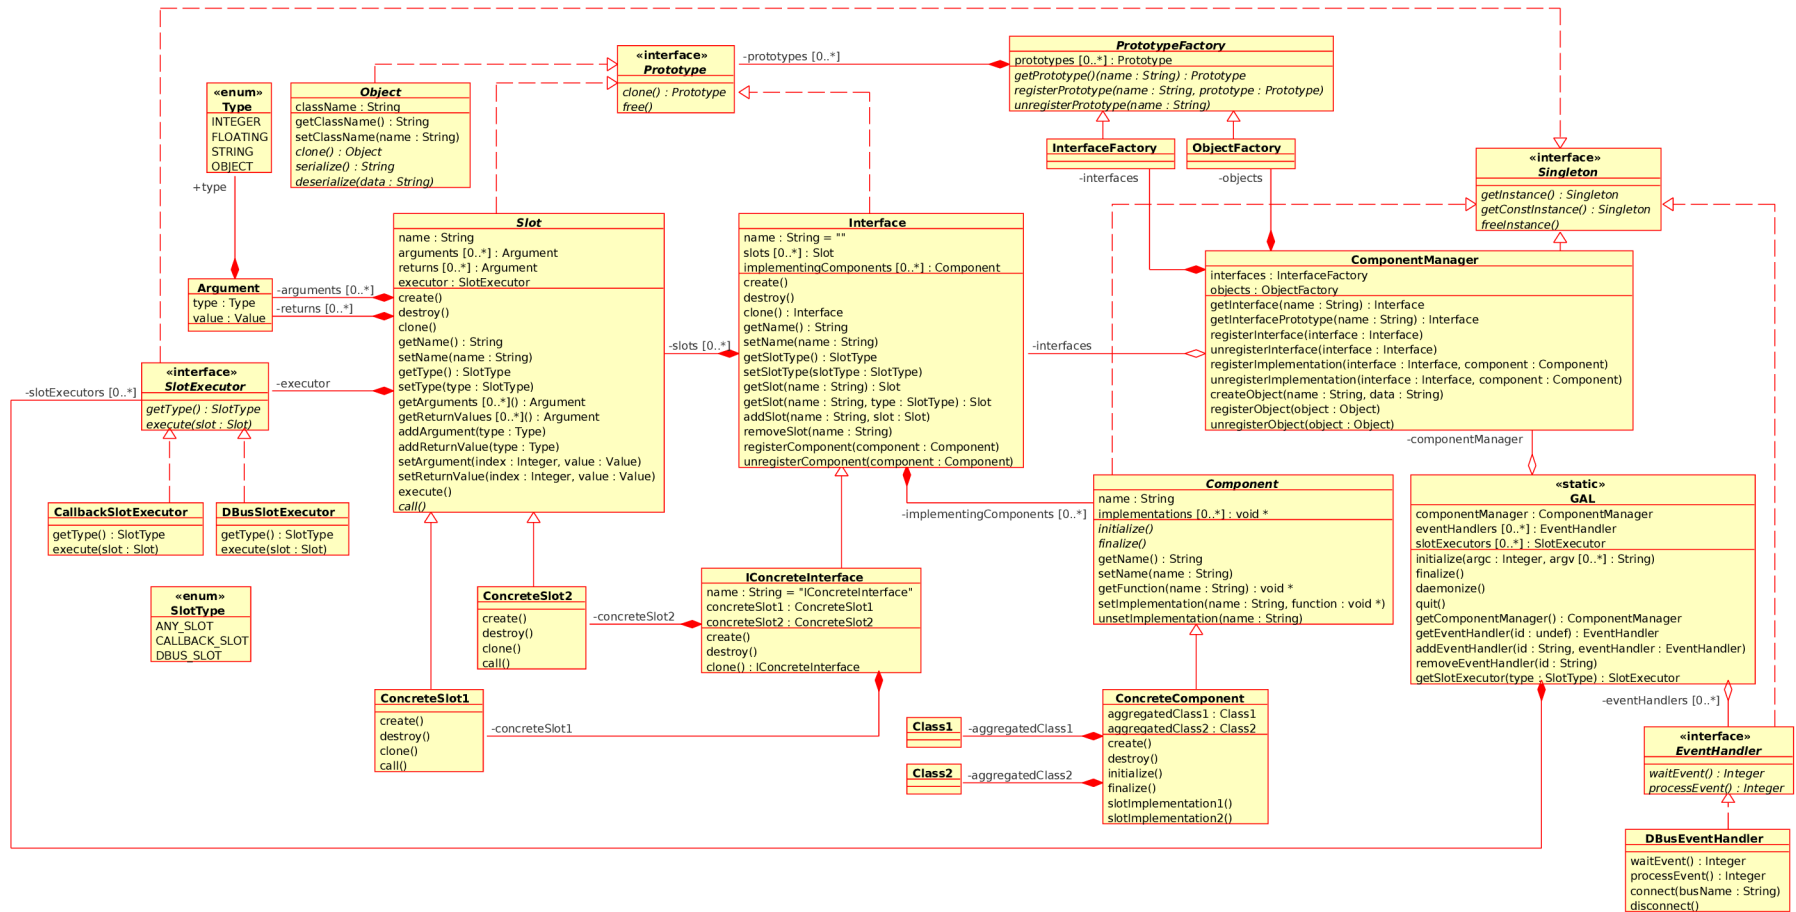 «interface»
Prototype
clone() : Prototype
free()
-prototypes [0..*]
PrototypeFactory
prototypes [0..*] : Prototype
getPrototype()(name : String) : Prototype
registerPrototype(name : String, prototype : Prototype)
unregisterPrototype(name : String)
«enum»
Type
INTEGER
FLOATING
STRING
OBJECT
+type
Object
className : String
getClassName() : String
setClassName(name : String)
clone() : Object
serialize() : String
deserialize(data : String)
InterfaceFactory
-interfaces
ObjectFactory
-objects
«interface»
Singleton
getInstance() : Singleton
getConstInstance() : Singleton
freeInstance()
Argument
type : Type
value : Value
-arguments [0..*]
-returns [0..*]
Slot
name : String
arguments [0..*] : Argument
returns [0..*] : Argument
executor : SlotExecutor
create()
destroy()
clone()
getName() : String
setName(name : String)
getType() : SlotType
setType(type : SlotType)
getArguments [0..*]() : Argument
getReturnValues [0..*]() : Argument
addArgument(type : Type)
addReturnValue(type : Type)
setArgument(index : Integer, value : Value)
setReturnValue(index : Integer, value : Value)
execute()
call()
-slots [0..*]
Interface
name : String = ""
slots [0..*] : Slot
implementingComponents [0..*] : Component
create()
destroy()
clone() : Interface
getName() : String
setName(name : String)
getSlotType() : SlotType
setSlotType(slotType : SlotType)
getSlot(name : String) : Slot
getSlot(name : String, type : SlotType) : Slot
addSlot(name : String, slot : Slot)
removeSlot(name : String)
registerComponent(component : Component)
unregisterComponent(component : Component)
-interfaces
ComponentManager
interfaces : InterfaceFactory
objects : ObjectFactory
getInterface(name : String) : Interface
getInterfacePrototype(name : String) : Interface
registerInterface(interface : Interface)
unregisterInterface(interface : Interface)
registerImplementation(interface : Interface, component : Component)
unregisterImplementation(interface : Interface, component : Component)
createObject(name : String, data : String)
registerObject(object : Object)
unregisterObject(object : Object)
-componentManager
-slotExecutors [0..*]
«interface»
SlotExecutor
getType() : SlotType
execute(slot : Slot)
-executor
CallbackSlotExecutor
getType() : SlotType
execute(slot : Slot)
DBusSlotExecutor
getType() : SlotType
execute(slot : Slot)
«enum»
SlotType
ANY_SLOT
CALLBACK_SLOT
DBUS_SLOT
-implementingComponents [0..*]
Component
name : String
implementations [0..*] : void *
initialize()
finalize()
getName() : String
setName(name : String)
getFunction(name : String) : void *
setImplementation(name : String, function : void *)
unsetImplementation(name : String)
«static»
GAL
componentManager : ComponentManager
eventHandlers [0..*] : EventHandler
slotExecutors [0..*] : SlotExecutor
initialize(argc : Integer, argv [0..*] : String)
finalize()
daemonize()
quit()
getComponentManager() : ComponentManager
getEventHandler(id : undef) : EventHandler
addEventHandler(id : String, eventHandler : EventHandler)
removeEventHandler(id : String)
getSlotExecutor(type : SlotType) : SlotExecutor
-eventHandlers [0..*]
ConcreteSlot2
create()
destroy()
clone()
call()
-concreteSlot2
IConcreteInterface
name : String = "IConcreteInterface"
concreteSlot1 : ConcreteSlot1
concreteSlot2 : ConcreteSlot2
create()
destroy()
clone() : IConcreteInterface
ConcreteSlot1
create()
destroy()
clone()
call()
-concreteSlot1
Class1
-aggregatedClass1
Class2
-aggregatedClass2
ConcreteComponent
aggregatedClass1 : Class1
aggregatedClass2 : Class2
create()
destroy()
initialize()
finalize()
slotImplementation1()
slotImplementation2()
«interface»
EventHandler
waitEvent() : Integer
processEvent() : Integer
DBusEventHandler
waitEvent() : Integer
processEvent() : Integer
connect(busName : String)
disconnect()